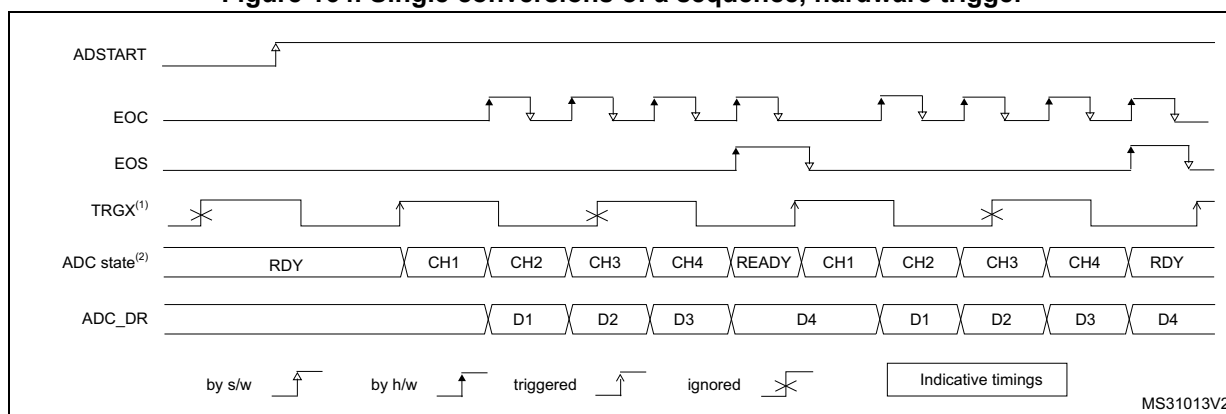 Figure 184. Single conversions of a sequence, hardware trigger
ADSTART
EOC
EOS
TRGX(1)
ADC state(2) RDY CH1 CH2 CH3 CH4 READY CH1 CH2 CH3 CH4 RDY
ADC_DR D1 D2 D3 D4 D1 D2 D3 D4
by s/w by h/w triggered ignored Indicative timings
MS31013V2